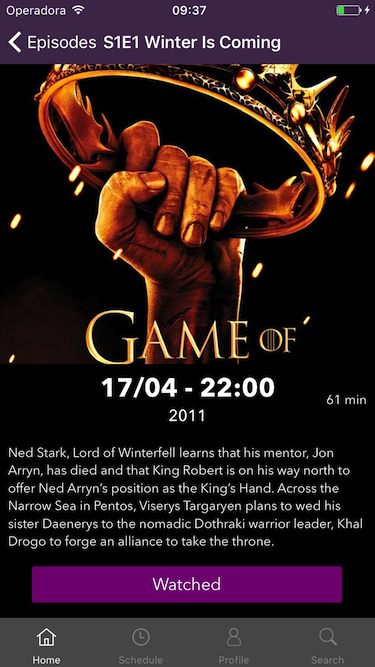 Operadora 09:37
Episodes S1E1 Winter Is Coming
GAME OF
17/04 - 22:00
61 min
2011
Ned Stark, Lord of Winterfell learns that his mentor, Jon
Arryn, has died and that King Robert is on his way north to
offer Ned Arryn’s position as the King’s Hand. Across the
Narrow Sea in Pentos, Viserys Targaryen plans to wed his
sister Daenerys to the nomadic Dothraki warrior leader, Khal
Drogo to forge an alliance to take the throne.
Watched
Home Schedule Profile Search